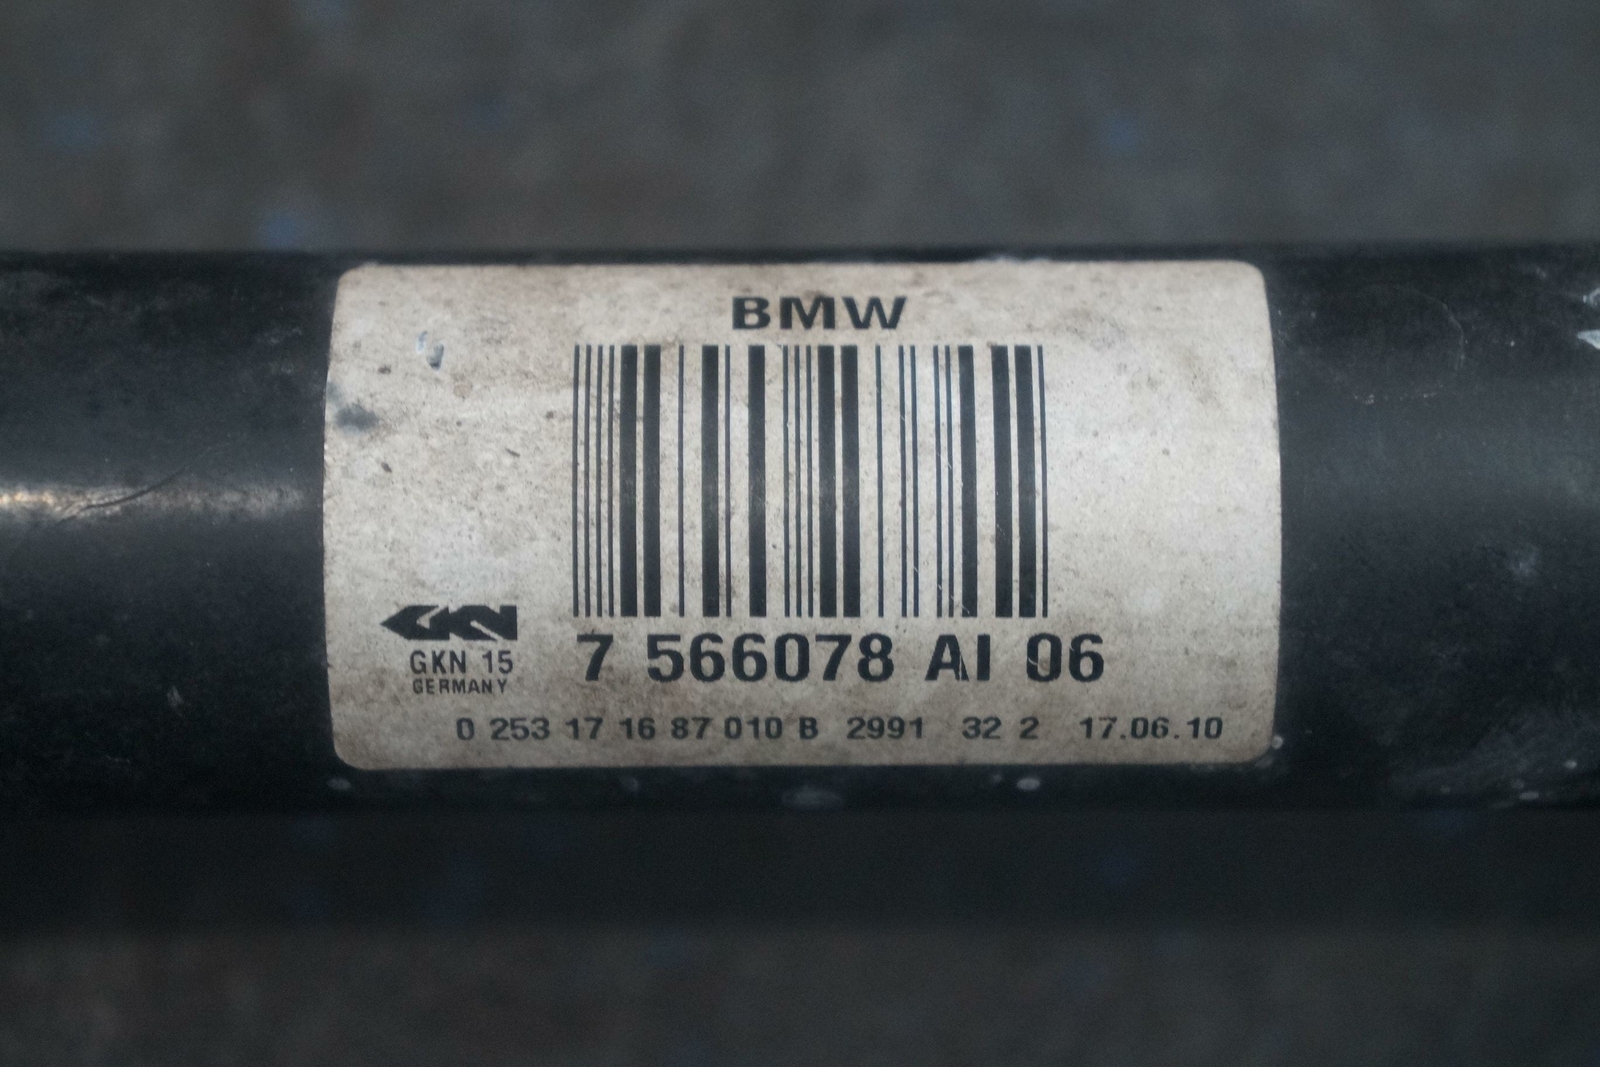 BMW
GKN
GKN 15
GERMANY
7 566078 AI 06
0 253 17 16 87 010 B 2991 32 2 17.06.10